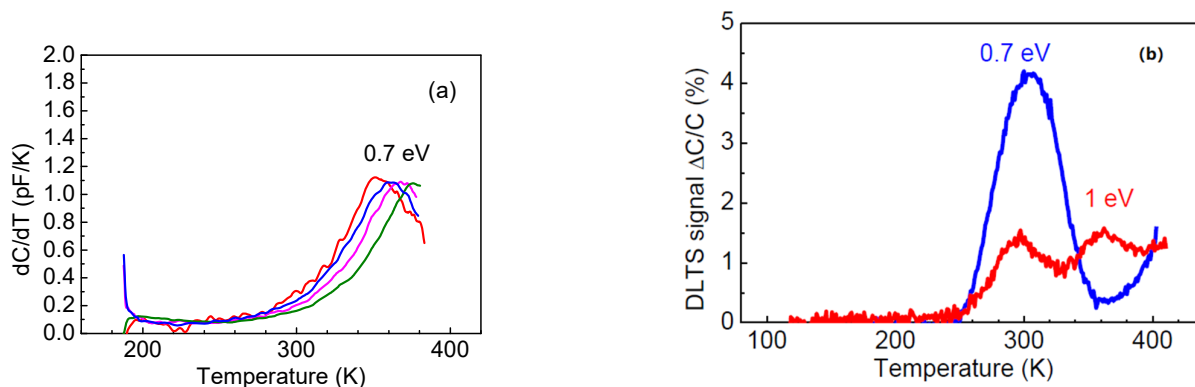 2.0
1.8
1.6
1.4
1.2
1.0
0.8
0.6
0.4
0.2
0.0
dC/dT (pF/K)
(a)
0.7 eV
200 300 400
Temperature (K)
5
4
3
2
1
0
DLTS signal ΔC/C (%)
0.7 eV
(b)
1 eV
100 200 300 400
Temperature (K)